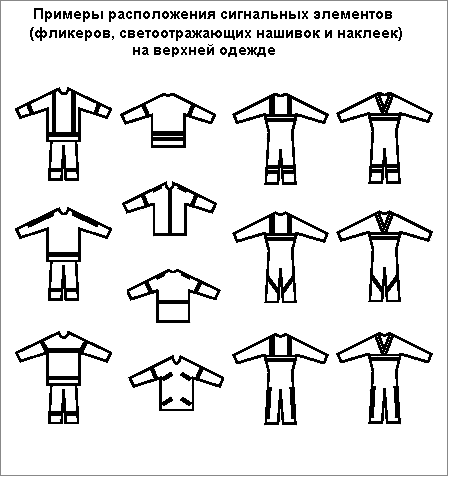 Примеры расположения сигнальных элементов
(фликеров, светоотражающих нашивок и наклеек)
на верхней одежде